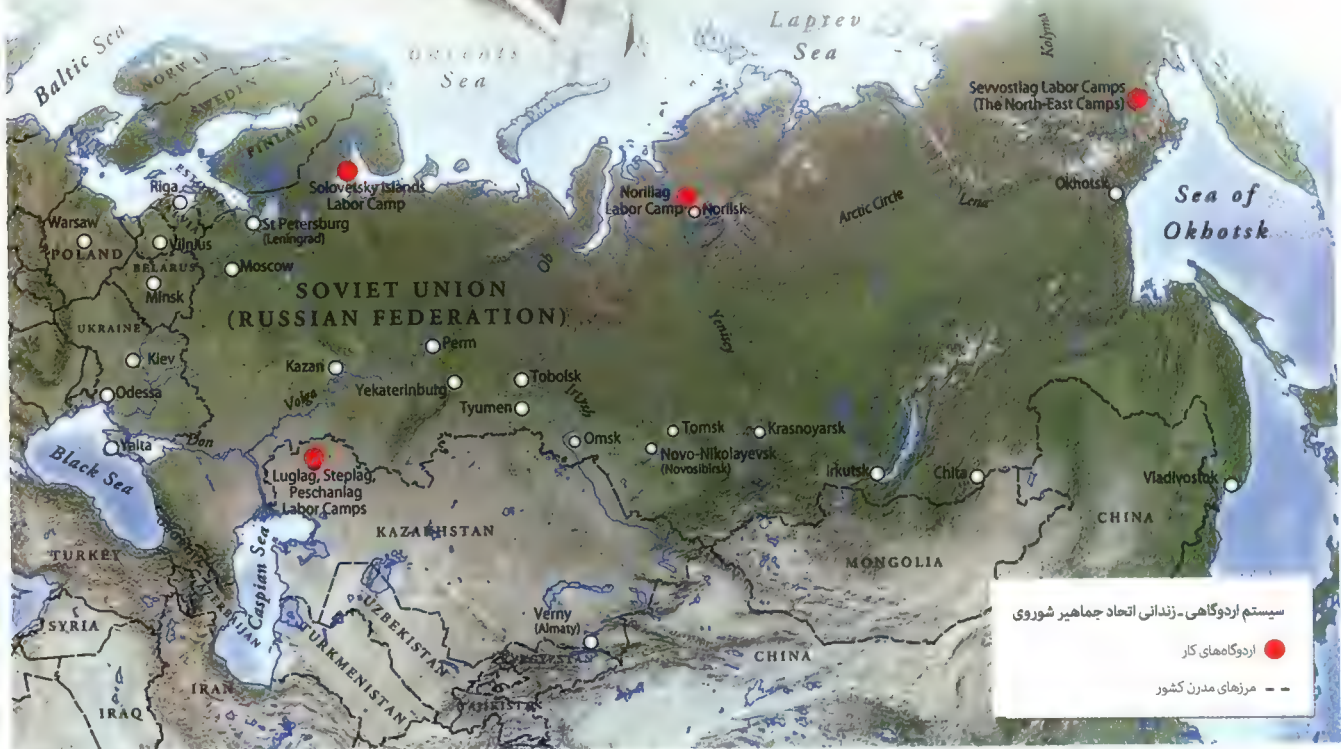 Baltic Sea
NORWAY
SWEDEN
FINLAND
Sea
Laptev
Sea
Kolyma
Sevvostlag Labor Camps
(The North-East Camps)
Solovetsky Islands
Labor Camp
Norillag
Labor Camp
Norilsk
Arctic Circle
Lena
Okhotsk
Sea of
Okhotsk
Riga
Warsaw
POLAND
Vilnius
St Petersburg
(Leningrad)
BELARUS
Minsk
Moscow
Ob
SOVIET UNION
(RUSSIAN FEDERATION)
UKRAINE
Kiev
Perm
Kazan
Yekaterinburg
Tobolsk
Tyumen
Irtish
Yenisey
Odessa
Volga
Yalta
Don
Black Sea
Omsk
Tomsk
Krasnoyarsk
Novo-Nikolayevsk
(Novosibirsk)
Irkutsk
Chita
Vladivostok
Luglag, Steplag,
Peschanlag
Labor Camps
KAZAKHSTAN
CHINA
MONGOLIA
TURKEY
Caspian Sea
UZBEKISTAN
TURKMENISTAN
Verny
(Almaty)
CHINA
SYRIA
IRAN
IRAQ
سیستم اردوگاهی ـ زندانی اتحاد جماهیر شوروی
اردوگاه‌های کار
مرزهای مدرن کشور